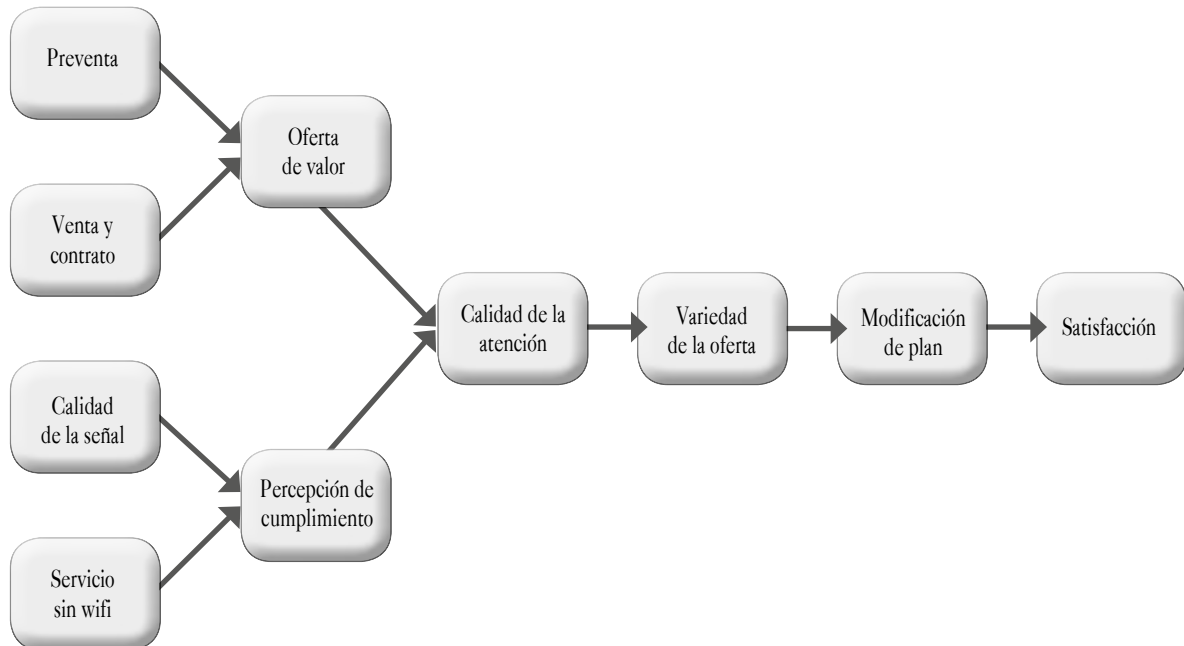 Preventa
Oferta
de valor
Venta y
contrato
Calidad de la
atención
Variedad
de la oferta
Modificación
de plan
Satisfacción
Calidad
de la señal
Percepción de
cumplimiento
Servicio
sin wifi